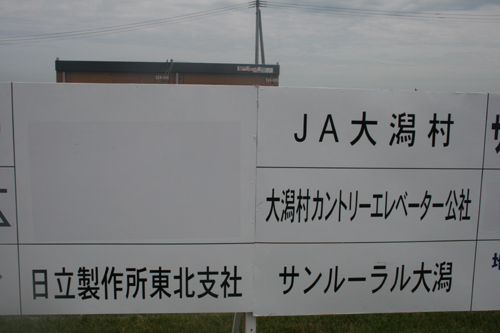 JA大潟村
大潟村カントリーエレベーター公社
日立製作所東北支社
サンルーラル大潟